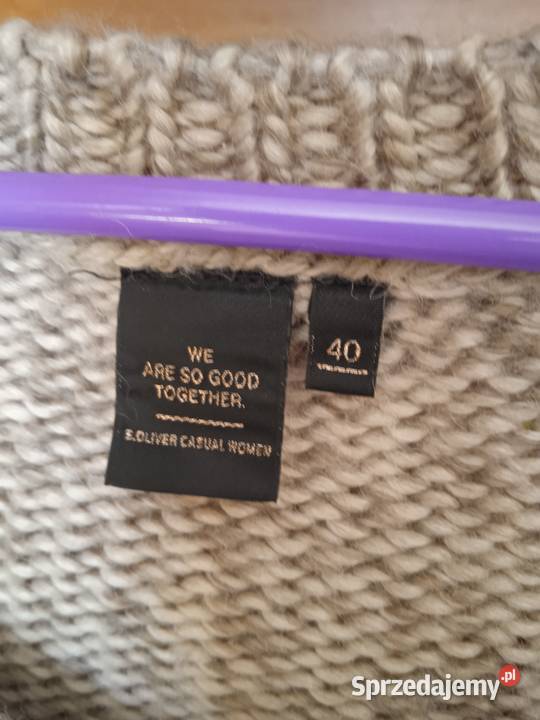 WE
ARE SO GOOD
TOGETHER.
S.OLIVER CASUAL WOMEN
40
Sprzedajemy.pl